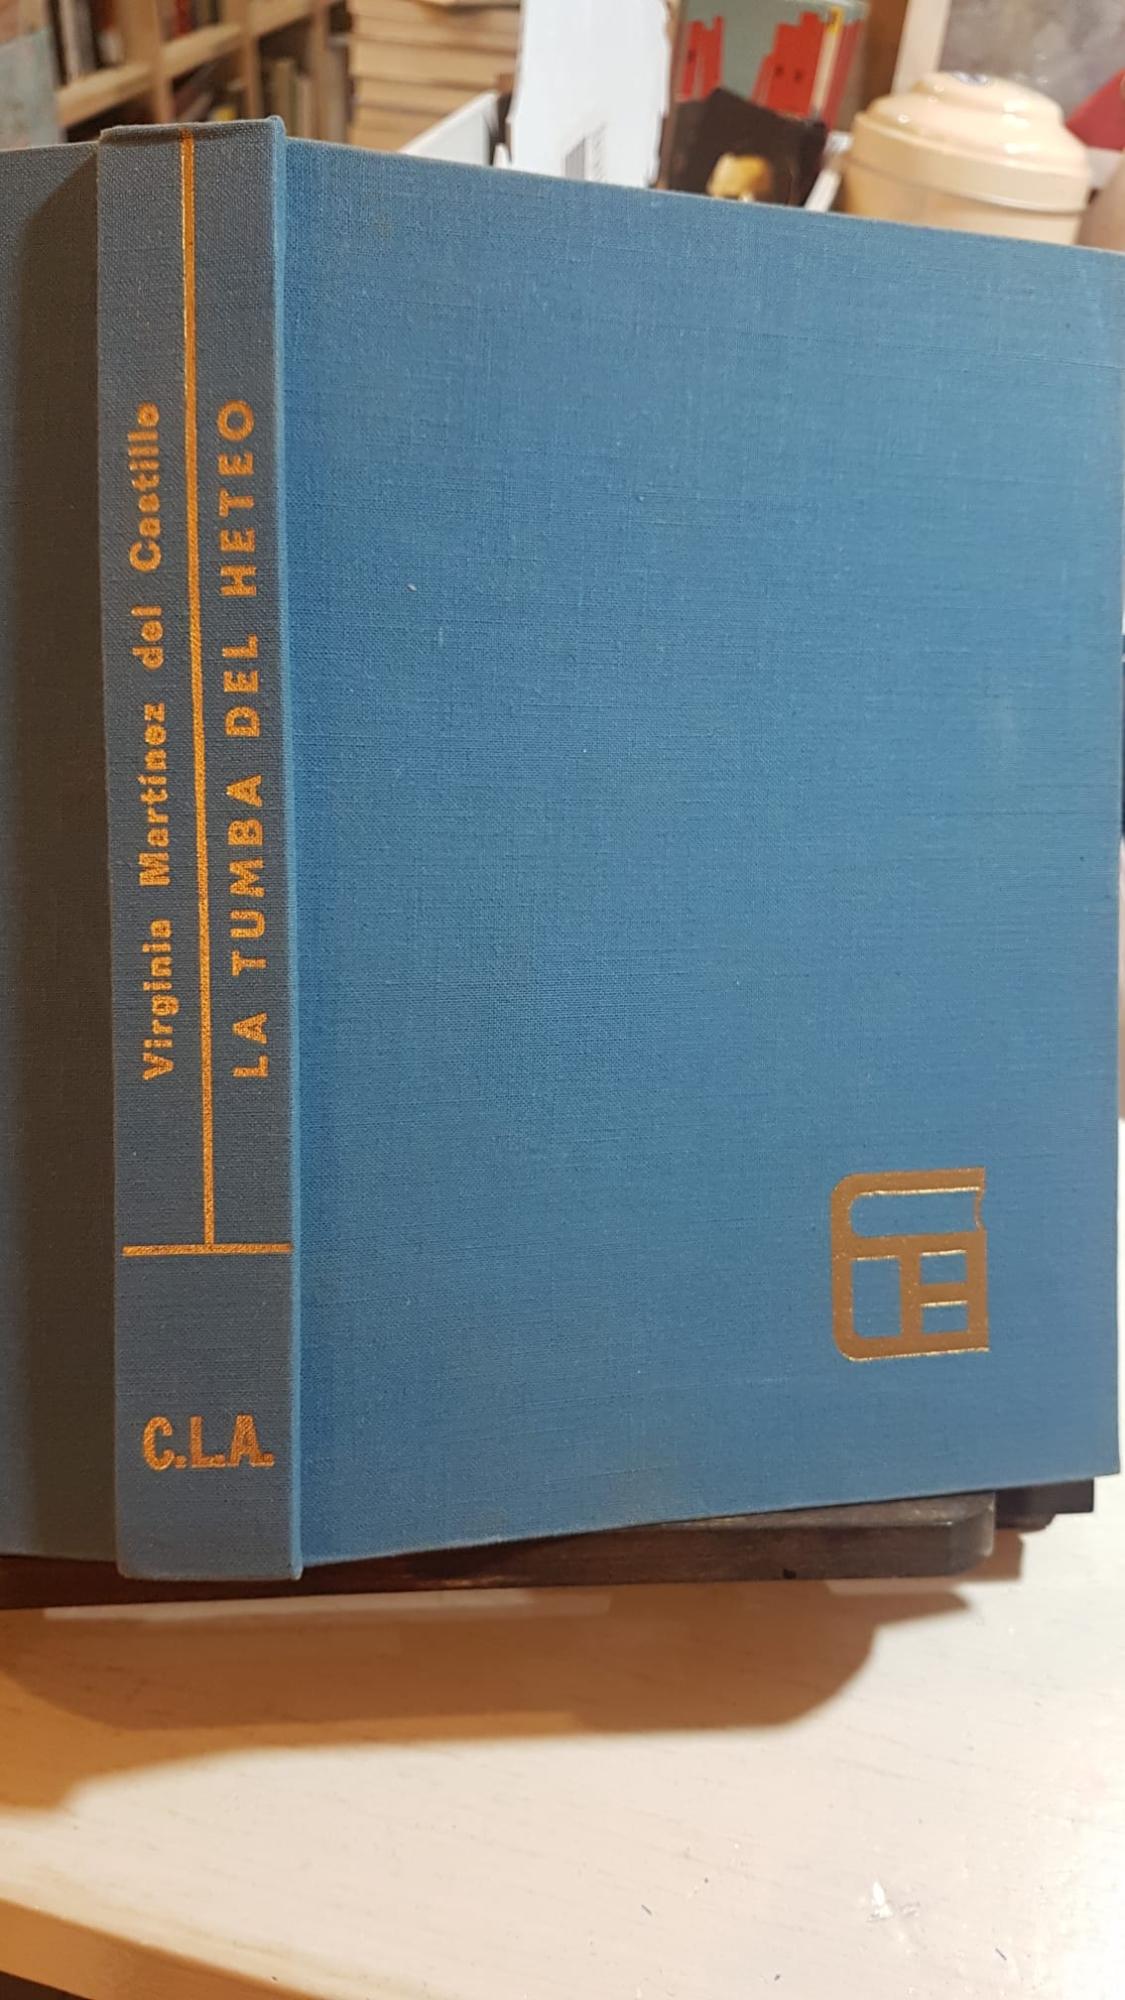 Virginia Martínez del Castillo
LA TUMBA DEL HETEO
C.L.A.